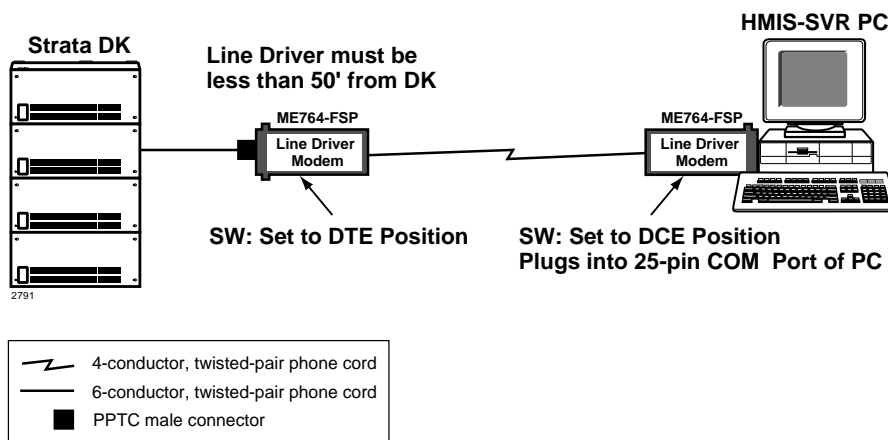 HMIS-SVR PC
Strata DK
Line Driver must be
less than 50' from DK
ME764-FSP
Line Driver
Modem
ME764-FSP
Line Driver
Modem
SW: Set to DTE Position
SW: Set to DCE Position
Plugs into 25-pin COM Port of PC
2791
4-conductor, twisted-pair phone cord
6-conductor, twisted-pair phone cord
PPTC male connector